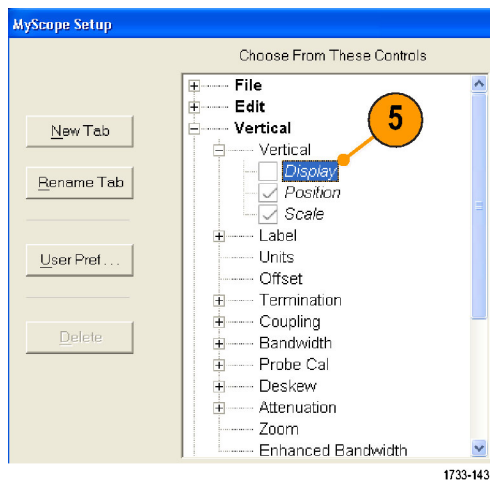 MyScope Setup
Choose From These Controls
File
Edit
Vertical
5
New Tab
Vertical
Display
Rename Tab
Position
Scale
Label
User Pref...
Units
Offset
Termination
Coupling
Delete
Bandwidth
Probe Cal
Deskew
Attenuation
Zoom
Enhanced Bandwidth
1733-143